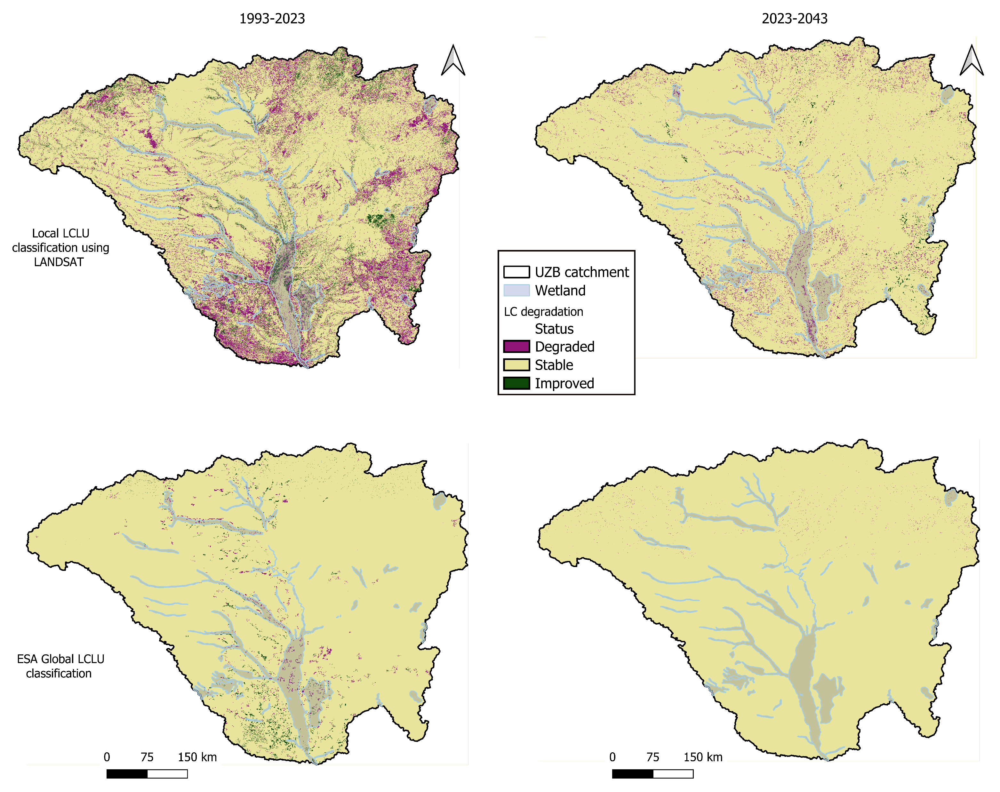 1993-2023
2023-2043
Local LCLU
classification using
LANDSAT
UZB catchment
Wetland
LC degradation
Status
Degraded
Stable
Improved
ESA Global LCLU
classification
0 75 150 km
0 75 150 km